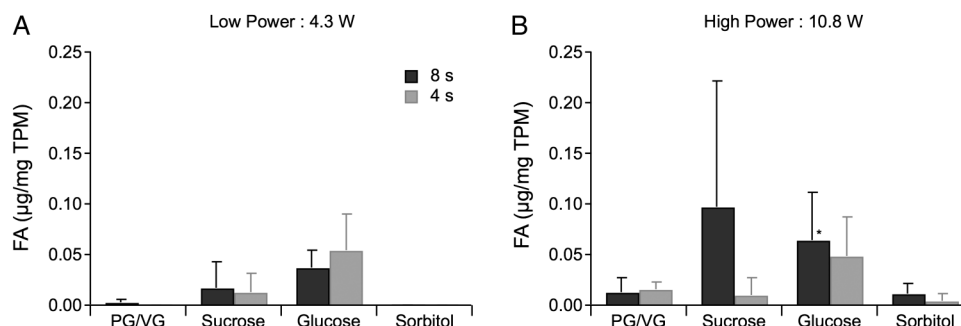 A
Low Power : 4.3 W
FA (µg/mg TPM)
0.25
0.20
0.15
0.10
0.05
0.00
8 s
4 s
PG/VG Sucrose Glucose Sorbitol
B
High Power : 10.8 W
FA (µg/mg TPM)
0.25
0.20
0.15
0.10
0.05
0.00
*
PG/VG Sucrose Glucose Sorbitol